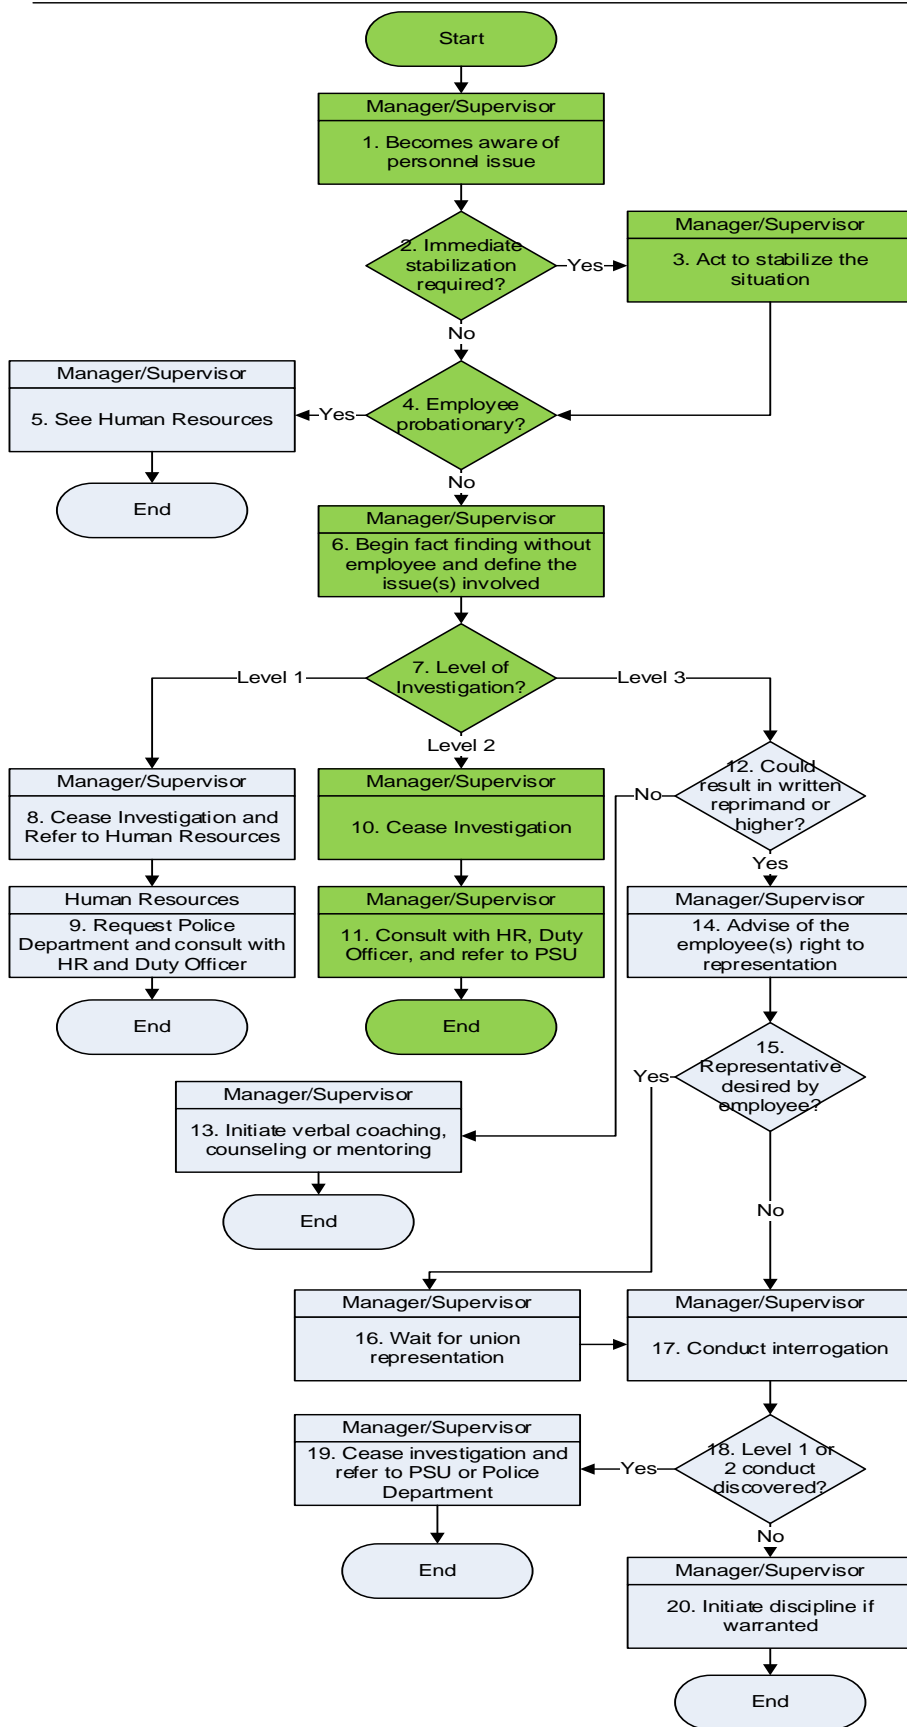 Start
Manager/Supervisor
1. Becomes aware of
personnel issue
2. Immediate
stabilization
required?
Yes
Manager/Supervisor
3. Act to stabilize the
situation
No
Manager/Supervisor
5. See Human Resources
Yes
4. Employee
probationary?
End
No
Manager/Supervisor
6. Begin fact finding without
employee and define the
issue(s) involved
7. Level of
Investigation?
Level 1
Level 2
Level 3
Manager/Supervisor
8. Cease Investigation and
Refer to Human Resources
Manager/Supervisor
10. Cease Investigation
No
12. Could
result in written
reprimand or
higher?
Yes
Human Resources
9. Request Police
Department and consult with
HR and Duty Officer
Manager/Supervisor
11. Consult with HR, Duty
Officer, and refer to PSU
Manager/Supervisor
14. Advise of the
employee(s) right to
representation
End
End
15.
Representative
desired by
employee?
Yes
Manager/Supervisor
13. Initiate verbal coaching,
counseling or mentoring
End
No
Manager/Supervisor
16. Wait for union
representation
Manager/Supervisor
17. Conduct interrogation
Manager/Supervisor
19. Cease investigation and
refer to PSU or Police
Department
Yes
18. Level 1 or
2 conduct
discovered?
No
End
Manager/Supervisor
20. Initiate discipline if
warranted
End